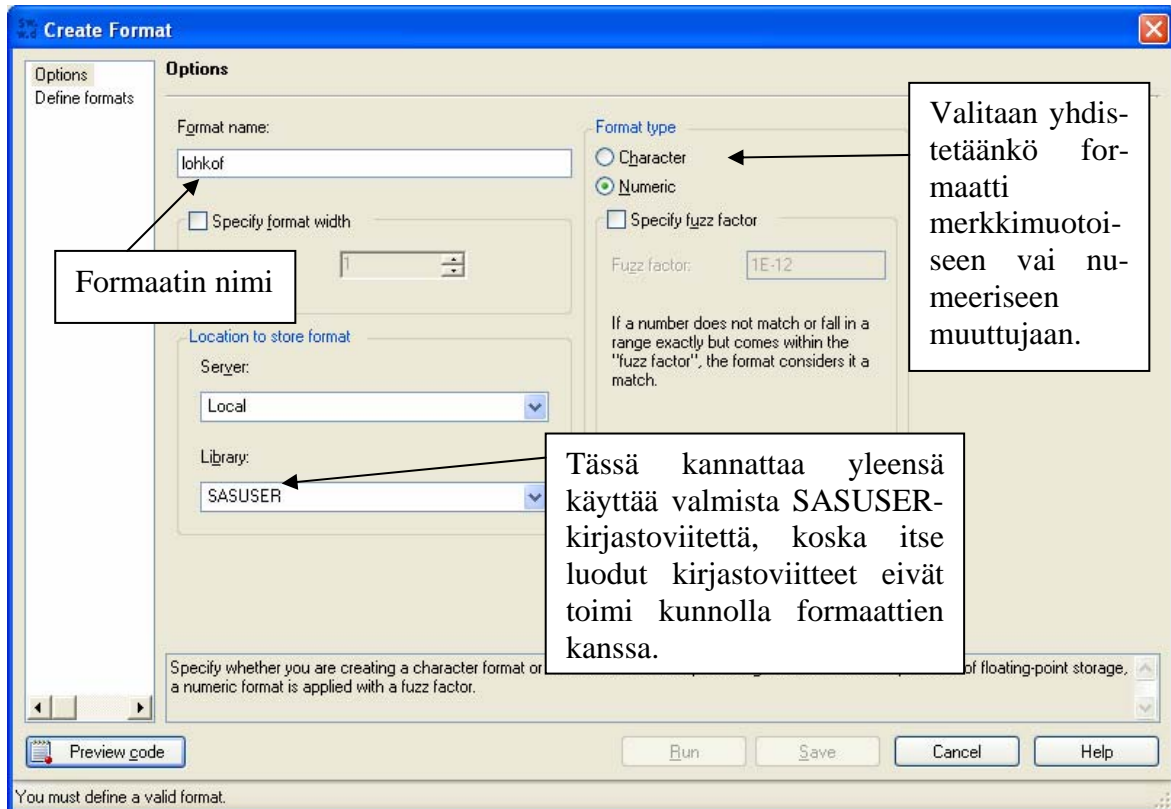 Create Format
Options
Define formats
Options
Format name:
lohkof
Specify format width
1
Formaatin nimi
Location to store format
Server:
Local
Library:
SASUSER
Format type
Character
Numeric
Specify fuzz factor
Fuzz factor:
1E-12
If a number does not match or fall in a
range exactly but comes within the
"fuzz factor", the format considers it a
match.
Valitaan yhdis-
tetäänkö for-
maatti
merkkimuotoi-
seen vai nu-
meeriseen
muuttujaan.
Tässä kannattaa yleensä
käyttää valmista SASUSER-
kirjastoviitettä, koska itse
luodut kirjastoviitteet eivät
toimi kunnolla formaattien
kanssa.
Specify whether you are creating a character format or of floating-point storage,
a numeric format is applied with a fuzz factor.
Preview code
Run
Save
Cancel
Help
You must define a valid format.